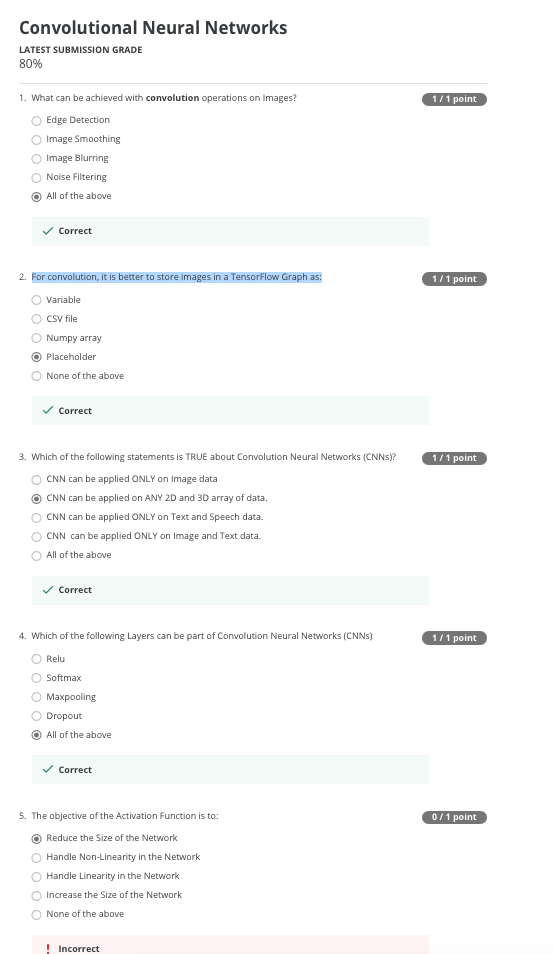 Convolutional Neural Networks
LATEST SUBMISSION GRADE
80%
1. What can be achieved with convolution operations on Images?
1 / 1 point
Edge Detection
Image Smoothing
Image Blurring
Noise Filtering
All of the above
Correct
2. For convolution, it is better to store images in a TensorFlow Graph as:
1 / 1 point
Variable
CSV file
Numpy array
Placeholder
None of the above
Correct
3. Which of the following statements is TRUE about Convolution Neural Networks (CNNs)?
1 / 1 point
CNN can be applied ONLY on Image data
CNN can be applied on ANY 2D and 3D array of data.
CNN can be applied ONLY on Text and Speech data.
CNN  can be applied ONLY on Image and Text data.
All of the above
Correct
4. Which of the following Layers can be part of Convolution Neural Networks (CNNs)
1 / 1 point
Relu
Softmax
Maxpooling
Dropout
All of the above
Correct
5. The objective of the Activation Function is to:
0 / 1 point
Reduce the Size of the Network
Handle Non-Linearity in the Network
Handle Linearity in the Network
Increase the Size of the Network
None of the above
Incorrect